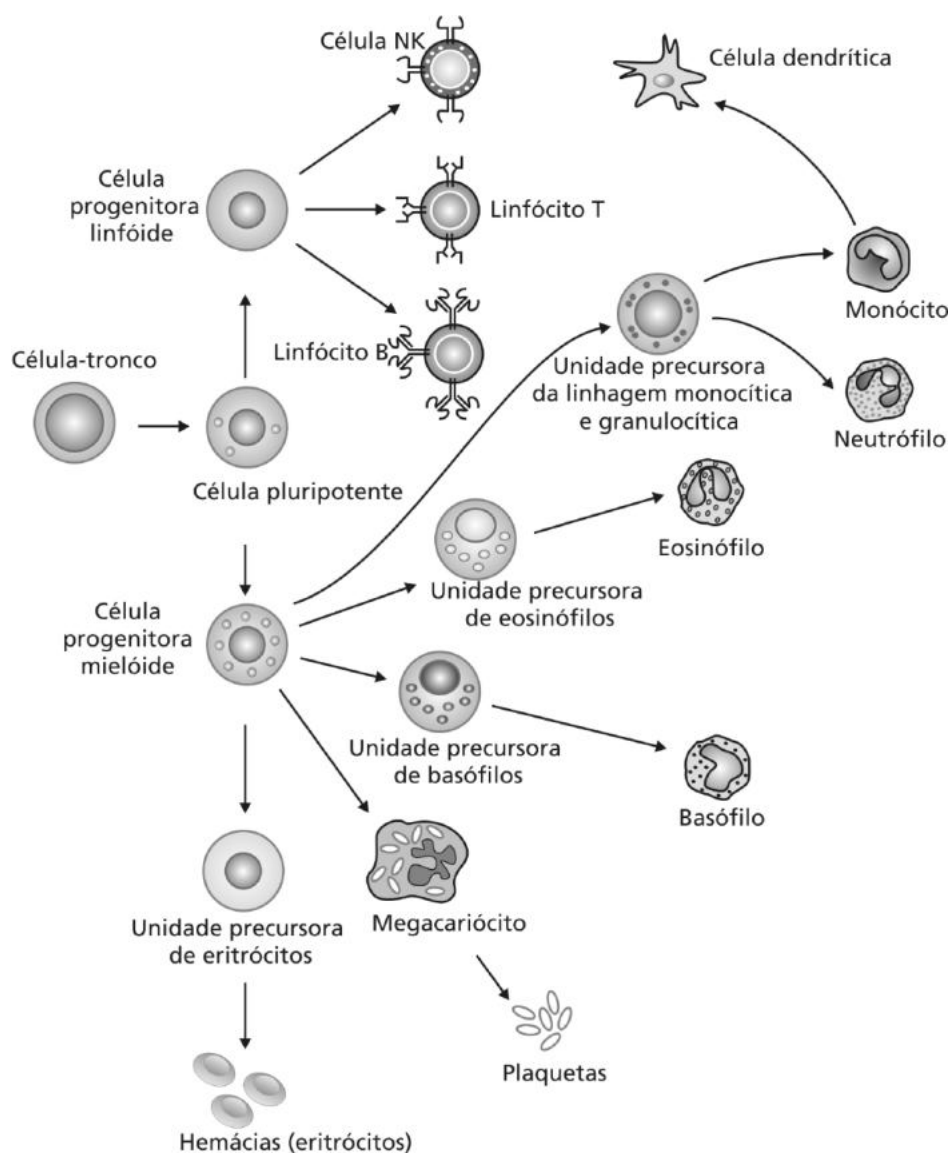 Célula NK
Célula dendrítica
Célula
progenitora
linfóide
Linfócito T
Monócito
Linfócito B
Célula-tronco
Unidade precursora
da linhagem monocítica
e granulocítica
Neutrófilo
Célula pluripotente
Eosinófilo
Unidade precursora
de eosinófilos
Célula
progenitora
mielóide
Unidade precursora
de basófilos
Basófilo
Unidade precursora
de eritrócitos
Megacariócito
Plaquetas
Hemácias (eritrócitos)